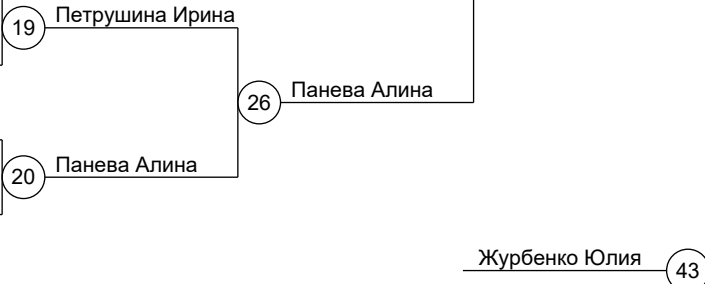 19 Петрушина Ирина
26 Панева Алина
20 Панева Алина
Журбенко Юлия 43